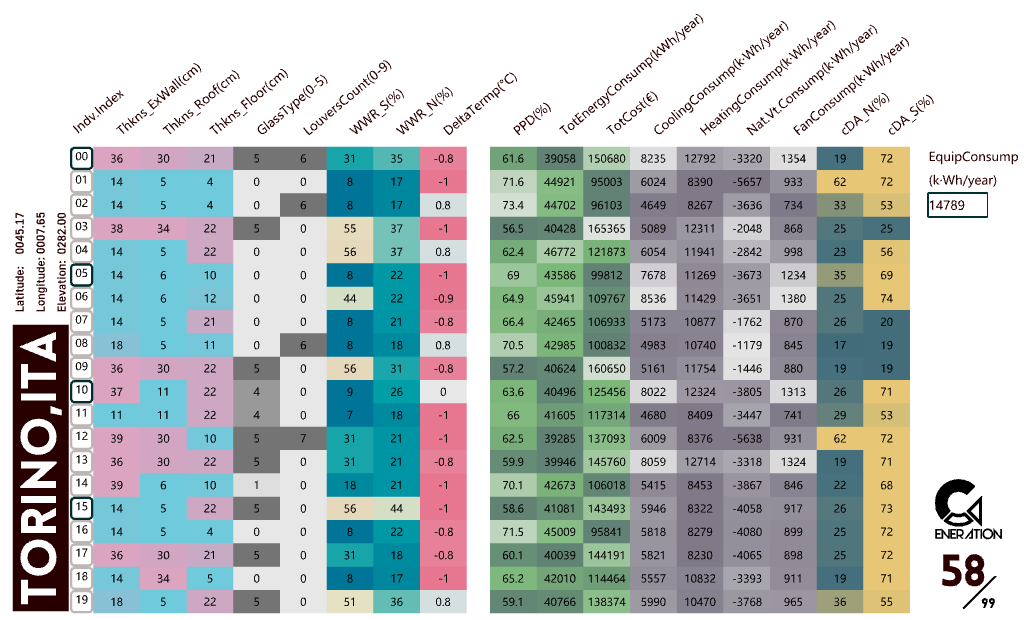 Indv.Index Thkns_ExWall(cm) Thkns_Roof(cm) Thkns_Floor(cm) GlassType(0-5) LouversCount(0-9) WWR_S(%) WWR_N(%) DeltaTermp(°C) PPD(%) TotEnergyConsump(kWh/year) TotCost(€) CoolingConsump(k·Wh/year) HeatingConsump(k·Wh/year) Nat.Vt.Consump(k·Wh/year) FanConsump(k·Wh/year) cDA_N(%) cDA_S(%)
00 36 30 21 5 6 31 35 -0.8 61.6 39058 150680 8235 12792 -3320 1354 19 72
01 14 5 4 0 0 8 17 -1 71.6 44921 95003 6024 8390 -5657 933 62 72
02 14 5 4 0 6 8 17 0.8 73.4 44702 96103 4649 8267 -3636 734 33 53
03 38 34 22 5 0 55 37 -1 56.5 40428 165365 5089 12311 -2048 868 25 25
04 14 5 22 0 0 56 37 0.8 62.4 46772 121873 6054 11941 -2842 998 23 56
05 14 6 10 0 0 8 22 -1 69 43586 99812 7678 11269 -3673 1234 35 69
06 14 6 12 0 0 44 22 -0.9 64.9 45941 109767 8536 11429 -3651 1380 25 74
07 14 5 21 0 0 8 21 -0.8 66.4 42465 106933 5173 10877 -1762 870 26 20
08 18 5 11 0 6 8 18 0.8 70.5 42985 100832 4983 10740 -1179 845 17 19
09 36 30 22 5 0 56 31 -0.8 57.2 40624 160650 5161 11754 -1446 880 19 19
10 37 11 22 4 0 9 26 0 63.6 40496 125456 8022 12324 -3805 1313 26 71
11 11 11 22 4 0 7 18 -1 66 41605 117314 4680 8409 -3447 741 29 53
12 39 30 10 5 7 31 21 -1 62.5 39285 137093 6009 8376 -5638 931 62 72
13 36 30 22 5 0 31 21 -0.8 59.9 39946 145760 8059 12714 -3318 1324 19 71
14 39 6 10 1 0 18 21 -1 70.1 42673 106018 5415 8453 -3867 846 22 68
15 14 5 22 5 0 56 44 -1 58.6 41081 143493 5946 8322 -4058 917 26 73
16 14 5 4 0 0 8 22 -0.8 71.5 45009 95841 5818 8279 -4080 899 25 72
17 36 30 21 5 0 31 18 -0.8 60.1 40039 144191 5821 8230 -4065 898 25 72
18 14 34 5 0 0 8 17 -1 65.2 42010 114464 5557 10832 -3393 911 19 71
19 18 5 22 5 0 51 36 0.8 59.1 40766 138374 5990 10470 -3768 965 36 55
EquipConsump
(k·Wh/year)
14789
Latitude: 0045.17
Longitude: 0007.65
Elevation: 0282.00
TORINO,ITA
ENERATION
58/99